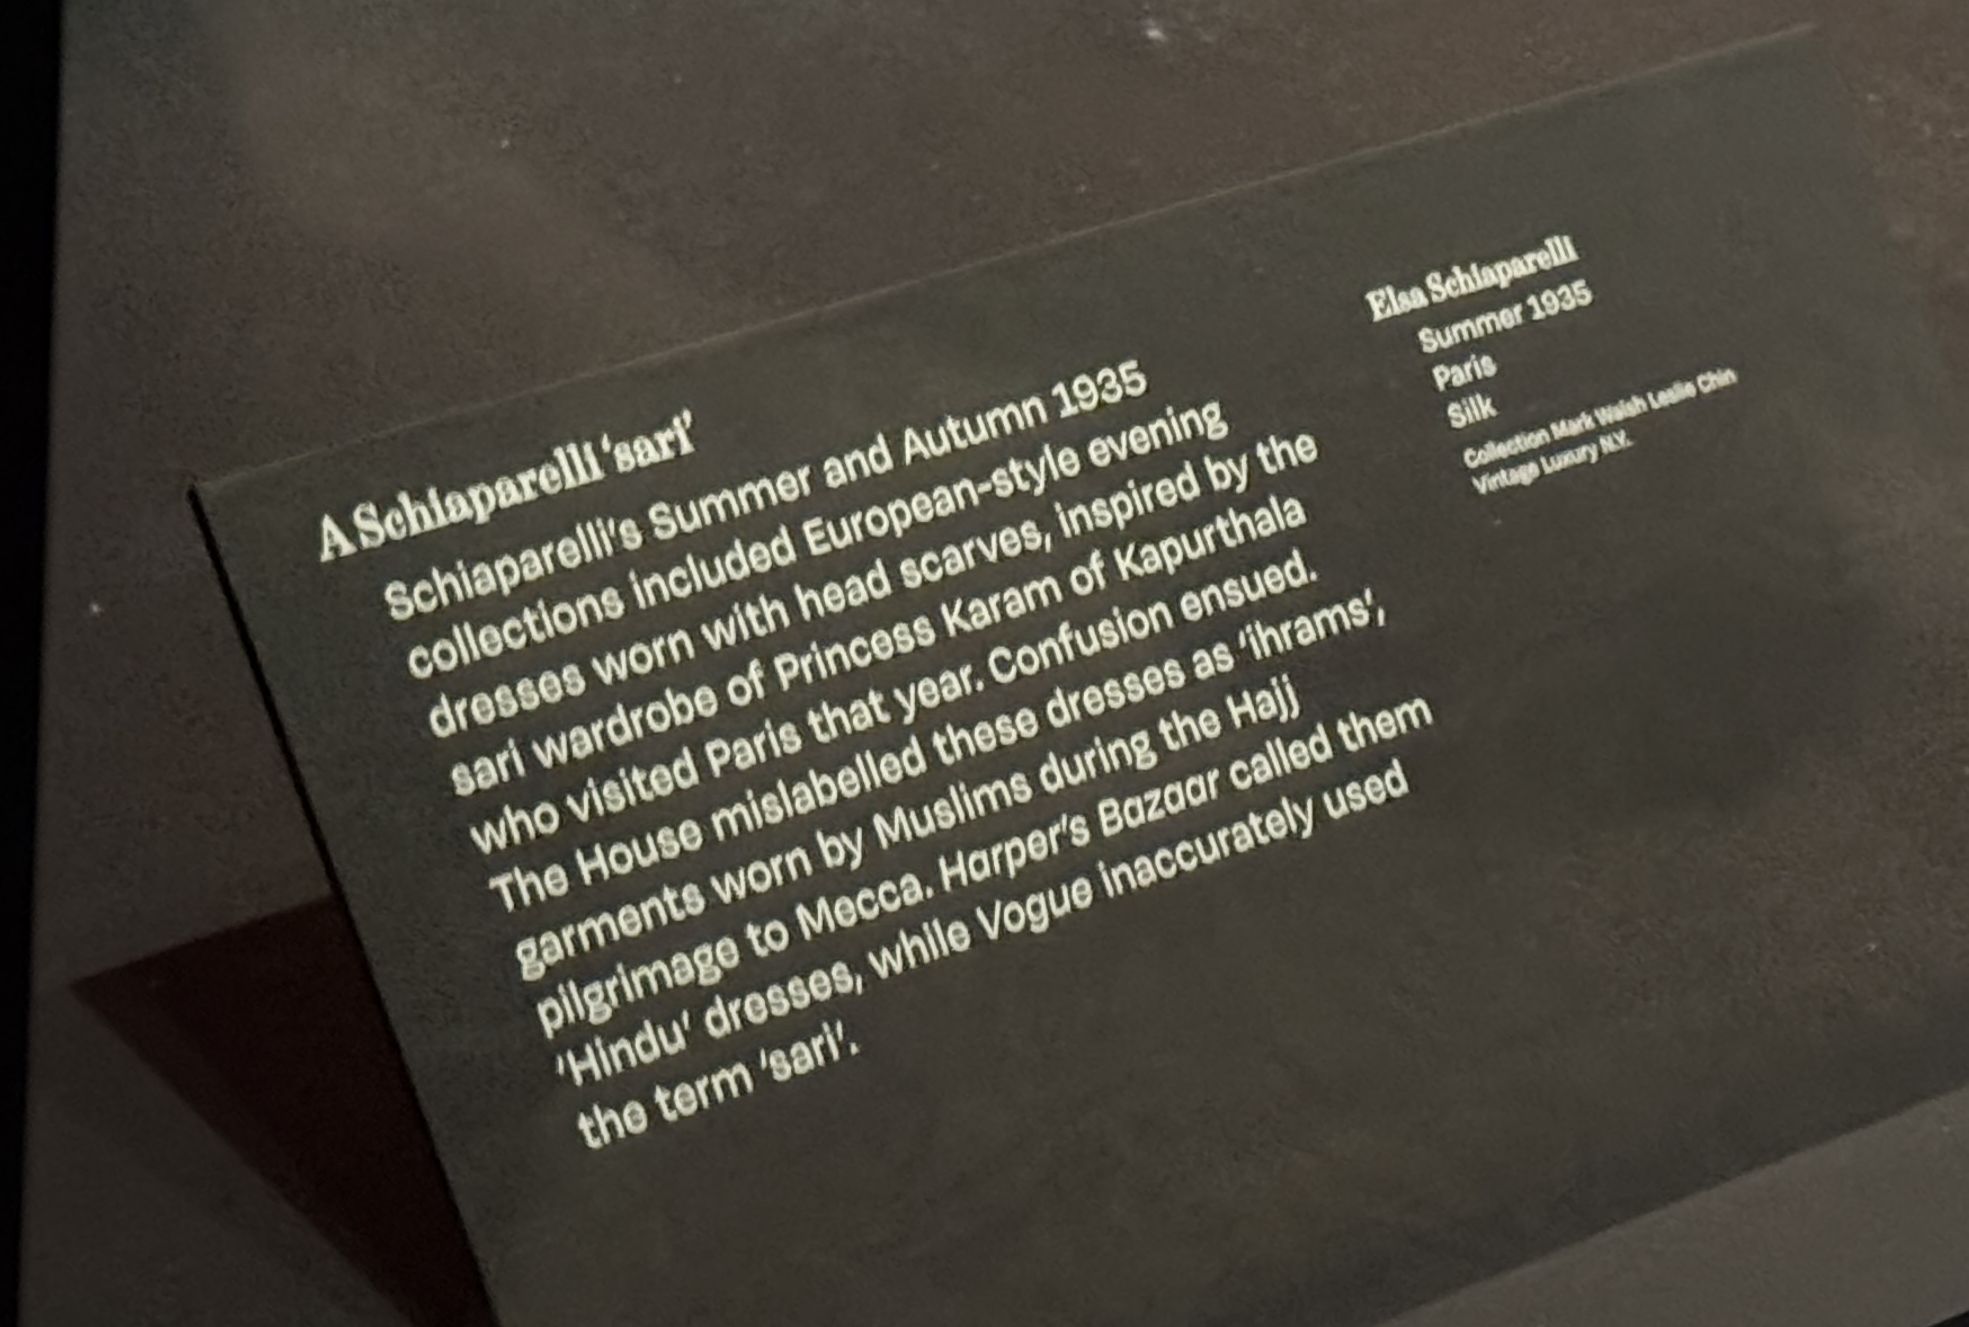 A Schiaparelli ‘sari’
Schiaparelli’s Summer and Autumn 1935
collections included European-style evening
dresses worn with head scarves, inspired by the
sari wardrobe of Princess Karam of Kapurthala
who visited Paris that year. Confusion ensued.
The House mislabelled these dresses as ‘ihrams’,
garments worn by Muslims during the Hajj
pilgrimage to Mecca. Harper’s Bazaar called them
‘Hindu’ dresses, while Vogue inaccurately used
the term ‘sari’.
Elsa Schiaparelli
Summer 1935
Paris
Silk
Collection Mark Walsh Leslie Chin
Vintage Luxury N.V.